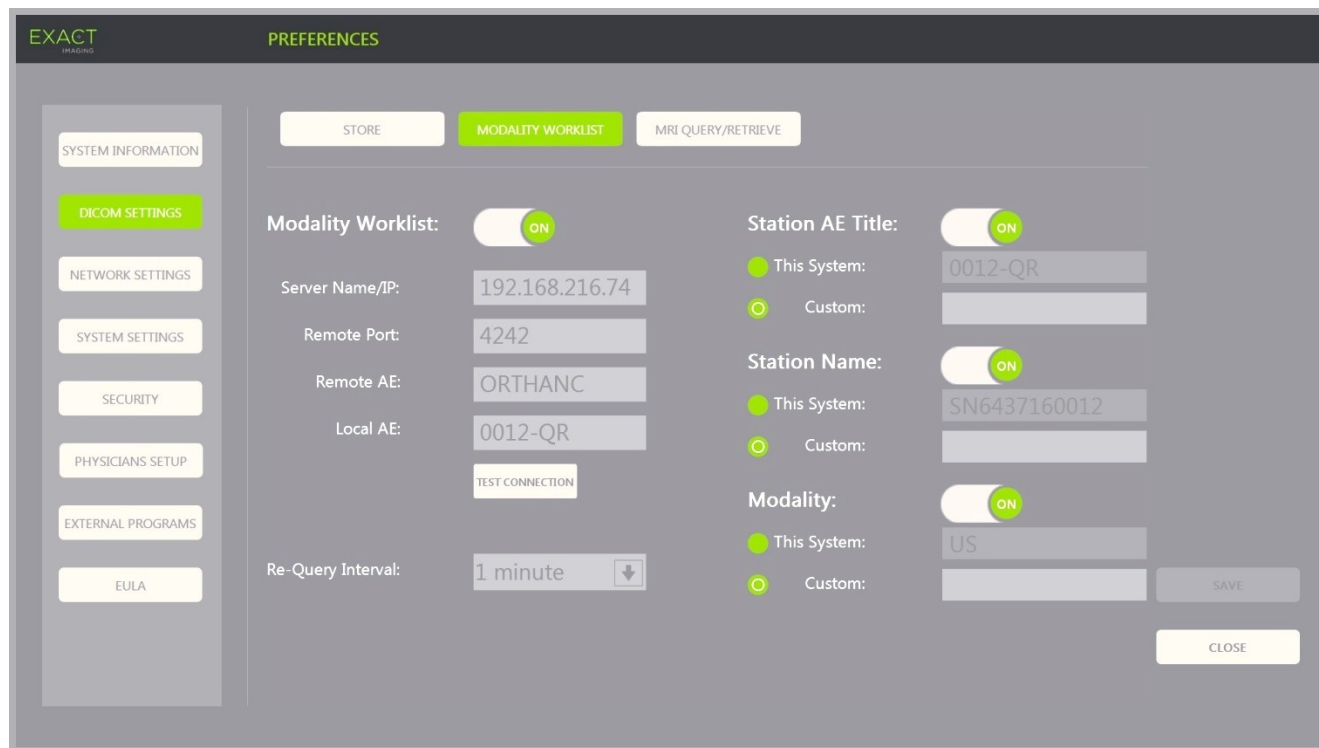 EXACT
IMAGING
PREFERENCES
SYSTEM INFORMATION
DICOM SETTINGS
NETWORK SETTINGS
SYSTEM SETTINGS
SECURITY
PHYSICIANS SETUP
EXTERNAL PROGRAMS
EULA
STORE
MODALITY WORKLIST
MRI QUERY/RETRIEVE
Modality Worklist: ON
Server Name/IP: 192.168.216.74
Remote Port: 4242
Remote AE: ORTHANC
Local AE: 0012-QR
TEST CONNECTION
Re-Query Interval: 1 minute
Station AE Title: ON
This System: 0012-QR
Custom:
Station Name: ON
This System: SN6437160012
Custom:
Modality: ON
This System: US
Custom:
SAVE
CLOSE